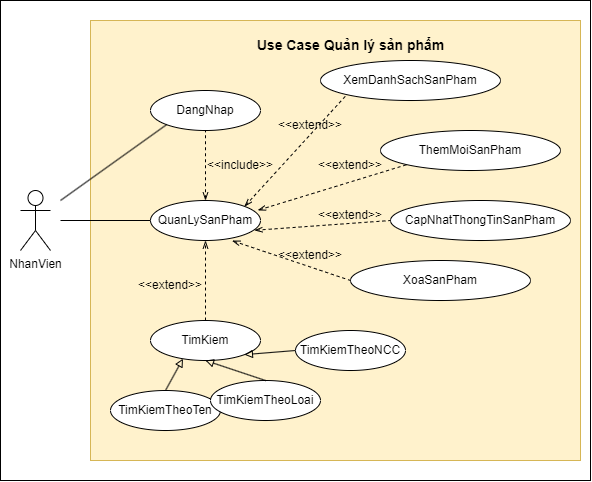 Use Case Quản lý sản phẩm
XemDanhSachSanPham
DangNhap
<<extend>>
ThemMoiSanPham
<<include>>
<<extend>>
QuanLySanPham
<<extend>>
CapNhatThongTinSanPham
NhanVien
<<extend>>
XoaSanPham
<<extend>>
TimKiem
TimKiemTheoNCC
TimKiemTheoTen
TimKiemTheoLoai